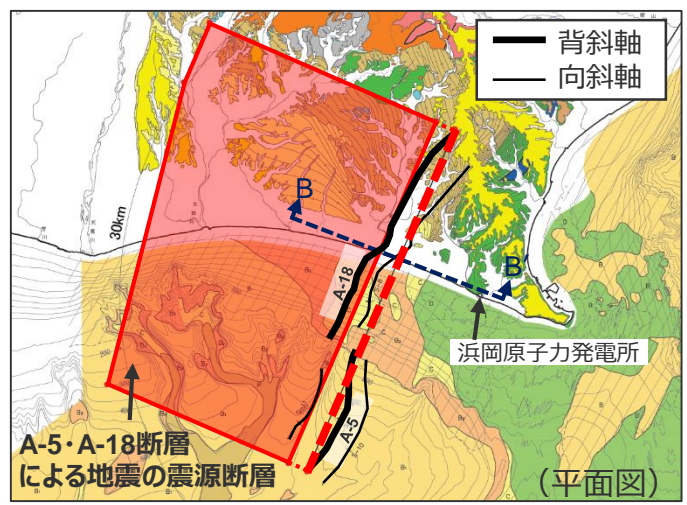 背斜軸
向斜軸
30km
B
B’
A-18
浜岡原子力発電所
A-5
A-5・A-18断層
による地震の震源断層
(平面図)